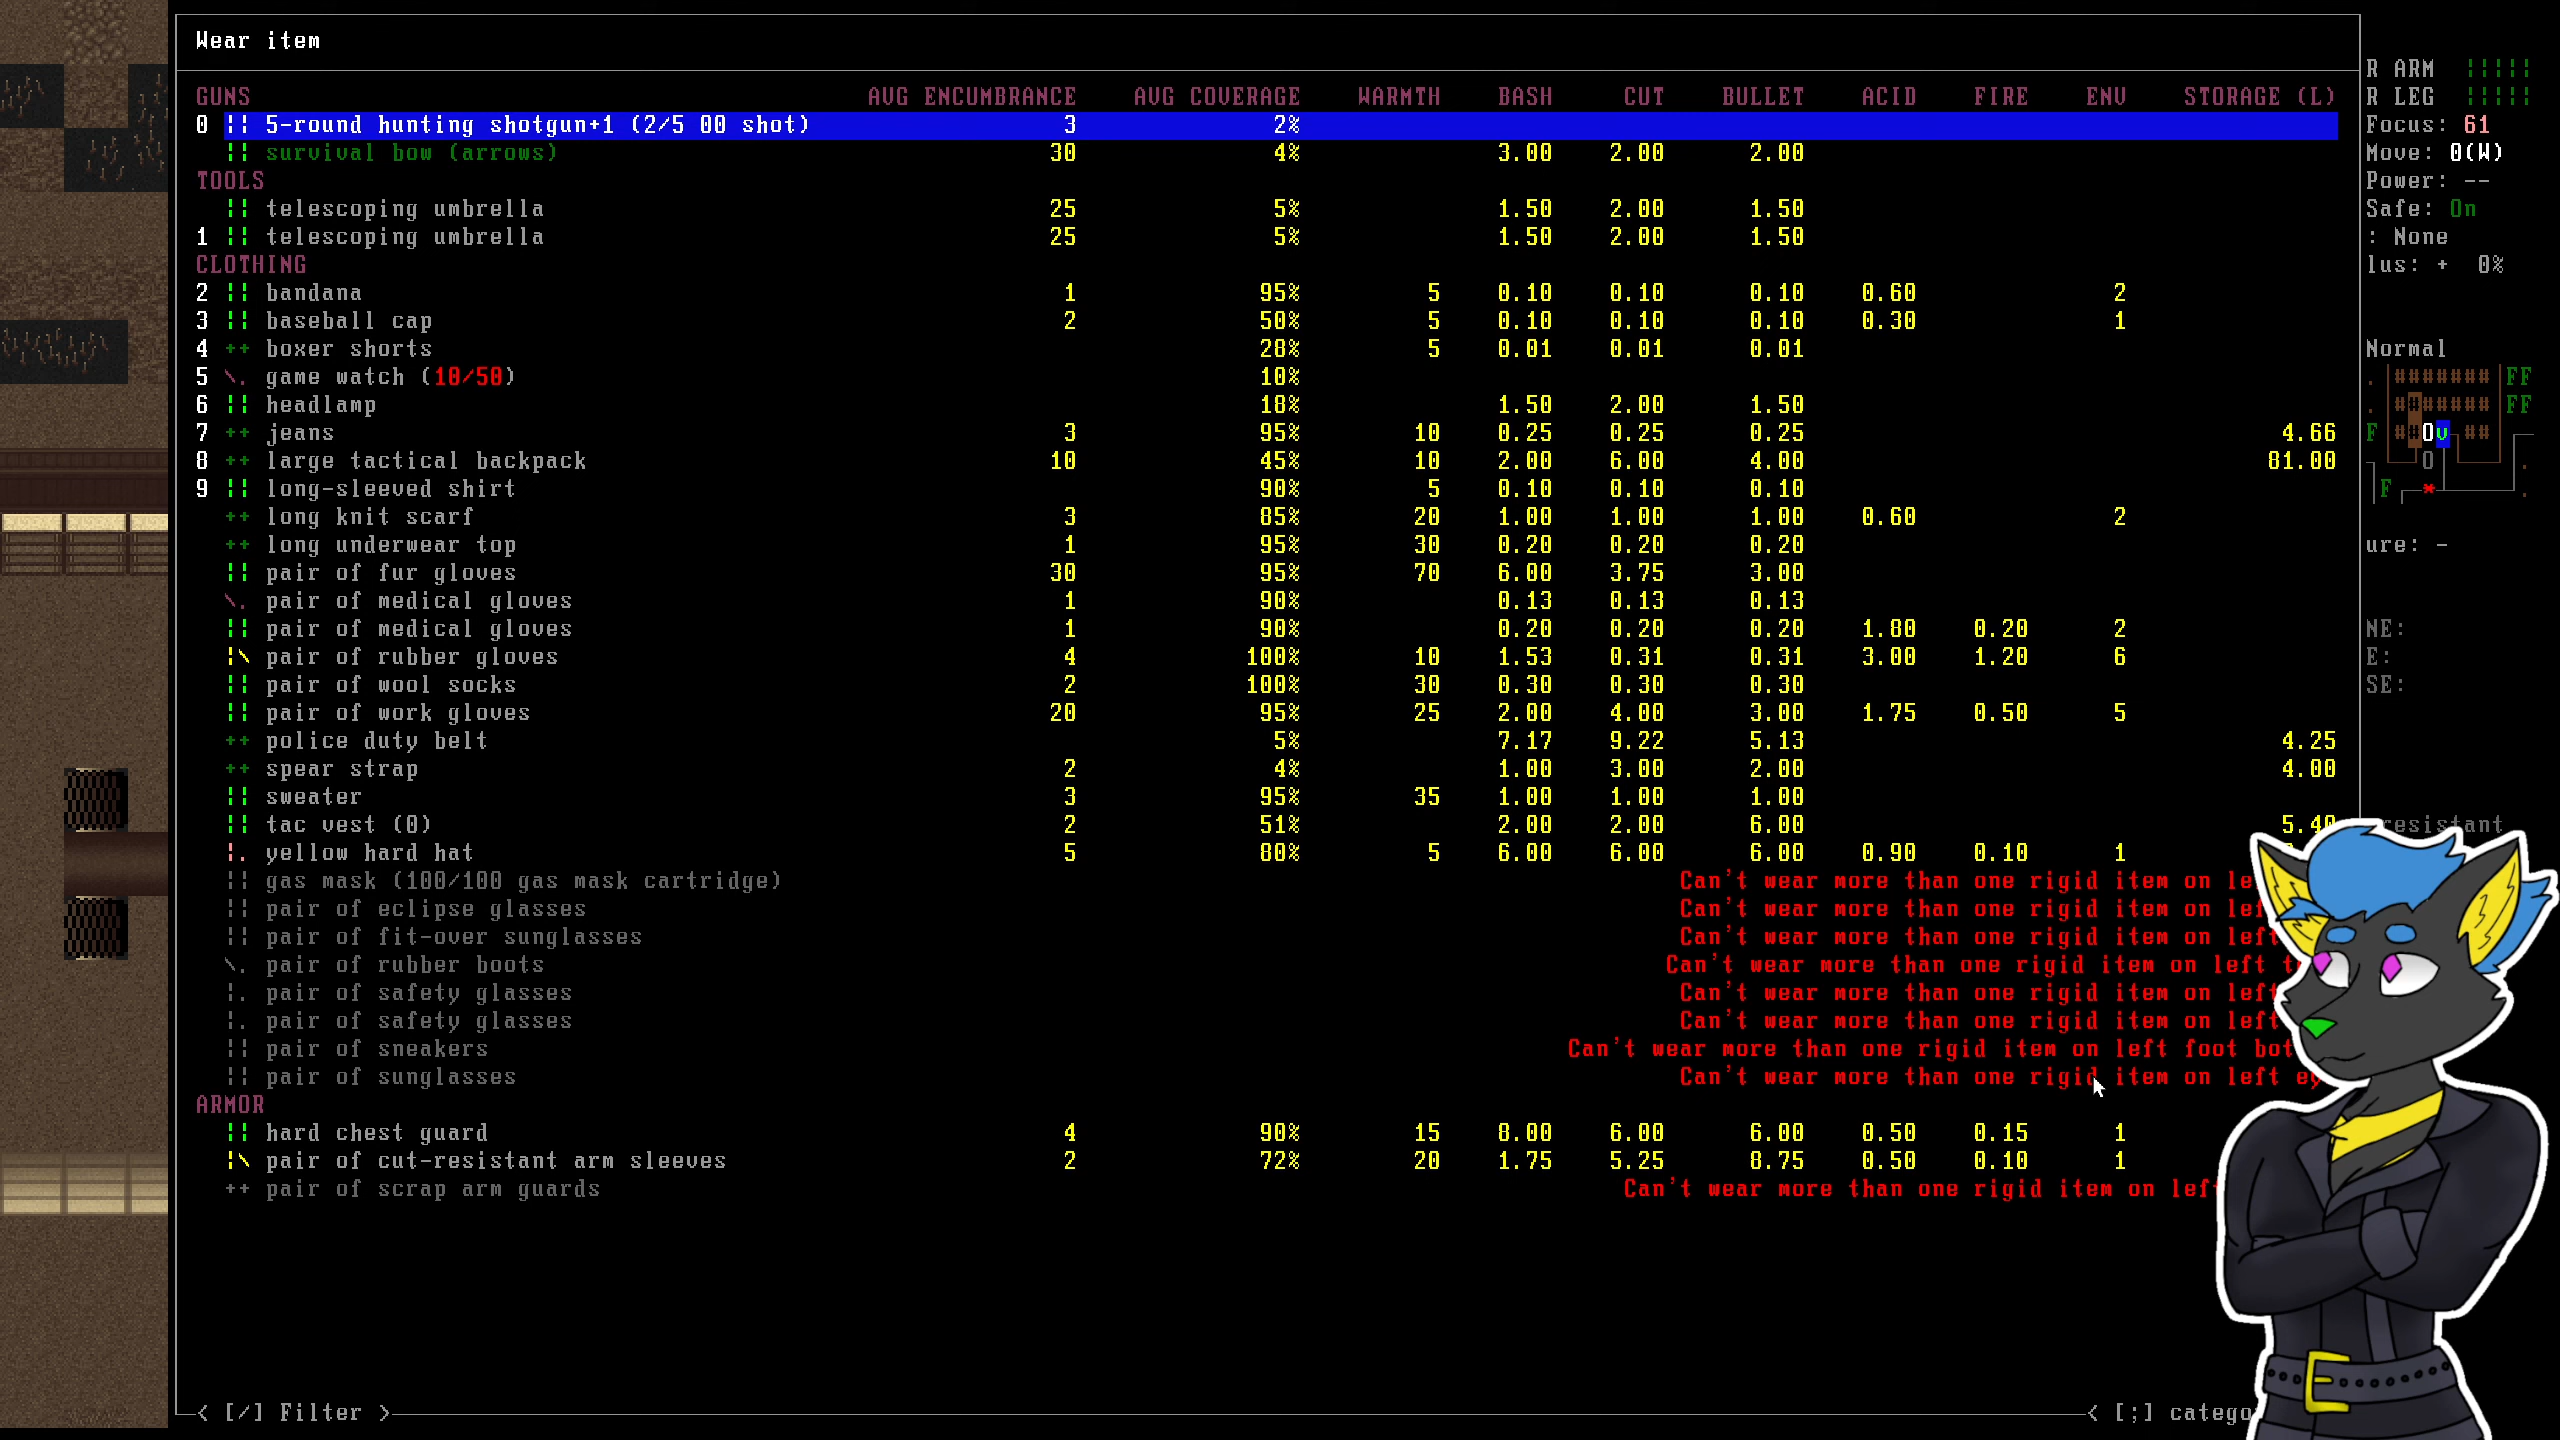 Wear item
GUNS AVG ENCUMBRANCE AVG COVERAGE WARMTH BASH CUT BULLET ACID FIRE ENV STORAGE (L)
0 ¦¦ 5-round hunting shotgun+1 (2/5 00 shot) 3 2%
¦¦ survival bow (arrows) 30 4% 3.00 2.00 2.00
TOOLS
¦¦ telescoping umbrella 25 5% 1.50 2.00 1.50
1 ¦¦ telescoping umbrella 25 5% 1.50 2.00 1.50
CLOTHING
2 ¦¦ bandana 1 95% 5 0.10 0.10 0.10 0.60 2
3 ¦¦ baseball cap 2 50% 5 0.10 0.10 0.10 0.30 1
4 ++ boxer shorts 28% 5 0.01 0.01 0.01
5 \. game watch (10/50) 10%
6 ¦¦ headlamp 18% 1.50 2.00 1.50
7 ++ jeans 3 95% 10 0.25 0.25 0.25 4.66
8 ++ large tactical backpack 10 45% 10 2.00 6.00 4.00 81.00
9 ¦¦ long-sleeved shirt 90% 5 0.10 0.10 0.10
++ long knit scarf 3 85% 20 1.00 1.00 1.00 0.60 2
++ long underwear top 1 95% 30 0.20 0.20 0.20
¦¦ pair of fur gloves 30 95% 70 6.00 3.75 3.00
\. pair of medical gloves 1 90% 0.13 0.13 0.13
¦¦ pair of medical gloves 1 90% 0.20 0.20 0.20 1.80 0.20 2
¦\ pair of rubber gloves 4 100% 10 1.53 0.31 0.31 3.00 1.20 6
¦¦ pair of wool socks 2 100% 30 0.30 0.30 0.30
¦¦ pair of work gloves 20 95% 25 2.00 4.00 3.00 1.75 0.50 5
++ police duty belt 5% 7.17 9.22 5.13 4.25
++ spear strap 2 4% 1.00 3.00 2.00 4.00
¦¦ sweater 3 95% 35 1.00 1.00 1.00
¦¦ tac vest (0) 2 51% 2.00 2.00 6.00 5.40
¦. yellow hard hat 5 80% 5 6.00 6.00 6.00 0.90 0.10 1
¦¦ gas mask (100/100 gas mask cartridge) Can't wear more than one rigid item on
¦¦ pair of eclipse glasses Can't wear more than one rigid item on
¦¦ pair of fit-over sunglasses Can't wear more than one rigid item on left
\. pair of rubber boots Can't wear more than one rigid item on left
¦. pair of safety glasses Can't wear more than one rigid item on left
¦. pair of safety glasses Can't wear more than one rigid item on left
¦¦ pair of sneakers Can't wear more than one rigid item on left foot
¦¦ pair of sunglasses Can't wear more than one rigid item on left
ARMOR
¦¦ hard chest guard 4 90% 15 8.00 6.00 6.00 0.50 0.15 1
¦\ pair of cut-resistant arm sleeves 2 72% 20 1.75 5.25 8.75 0.50 0.10 1
++ pair of scrap arm guards Can't wear more than one rigid item on
< [/] Filter >
< [;]
R ARM ¦¦¦¦¦
R LEG ¦¦¦¦¦
Focus: 61
Move: 0(W)
Power: --
Safe: On
: None
lus: + 0%
Normal
. #######FF
. #######FF
F ##0v ##
0 .
F * .
ure: -
NE:
E:
SE:
resistant